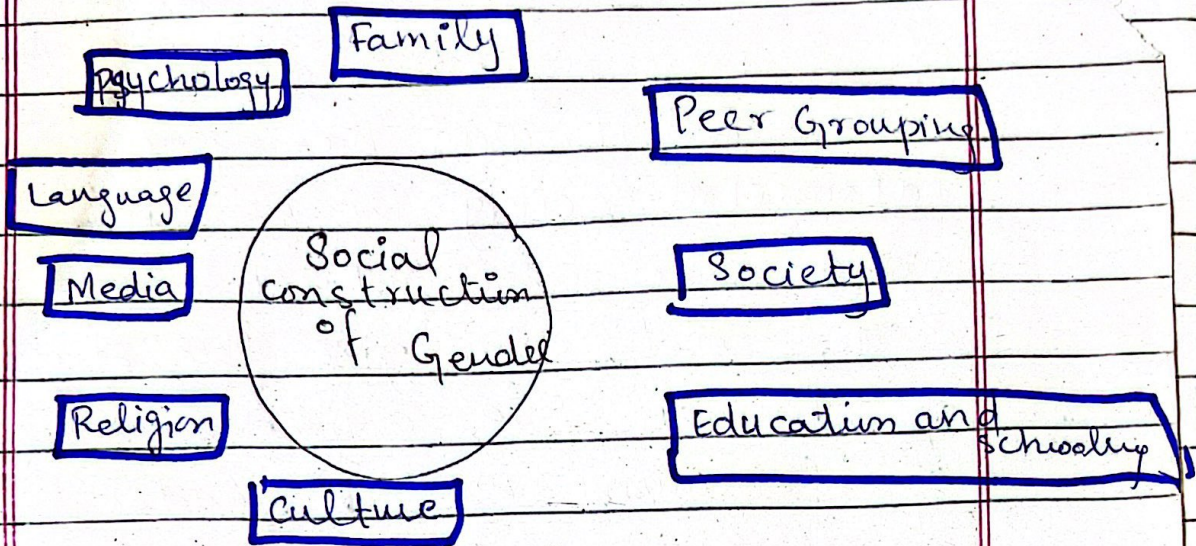 Family
Psychology
Peer Grouping
Language
Social
construction
of Gender
Society
Media
Religion
Education and
Schooling
Culture